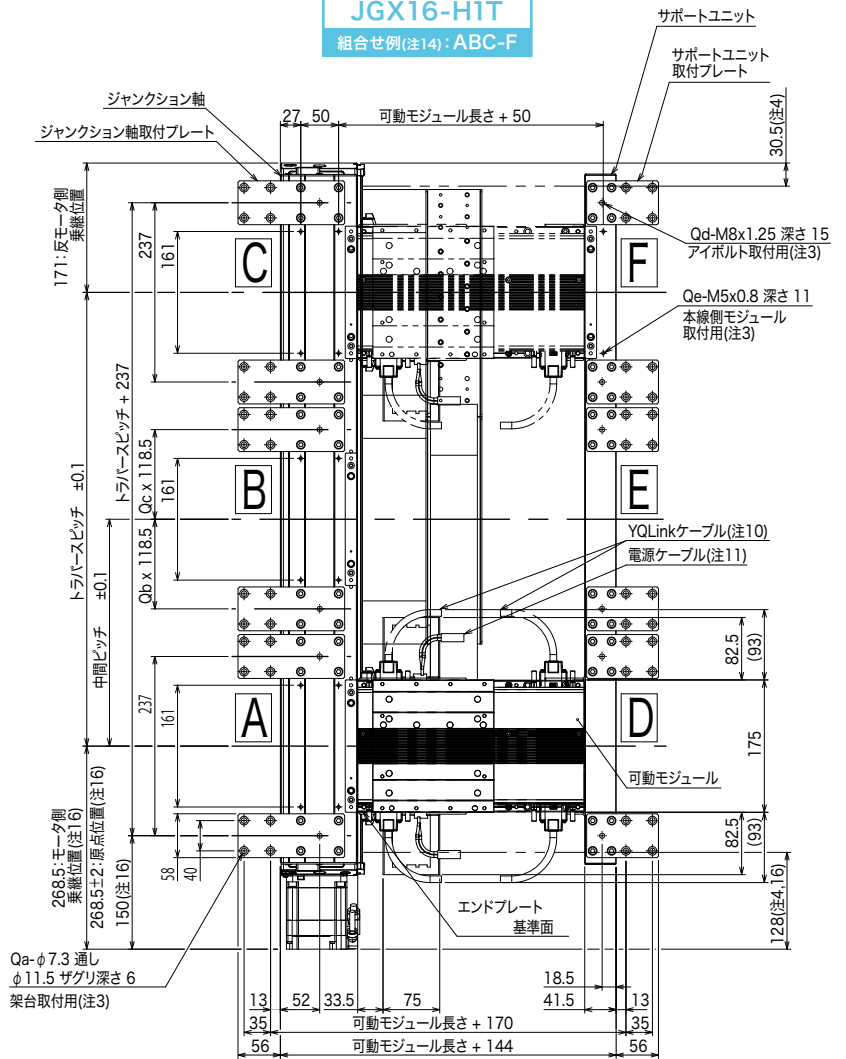 JGX16-H1T
組合せ例(注14)：ABC-F
サポートユニット
サポートユニット
取付プレート
ジャンクション軸
ジャンクション軸取付プレート
27
50
可動モジュール長さ + 50
30.5(注4)
171：反モータ側
乗継位置
237
161
C
F
Qd-M8x1.25 深さ 15
アイボルト取付用(注3)
Qe-M5x0.8 深さ 11
本線側モジュール
取付用(注3)
トラバースピッチ + 237
トラバースピッチ ±0.1
中間ピッチ ±0.1
Qc x 118.5
161
Qb x 118.5
B
E
YQLinkケーブル(注10)
電源ケーブル(注11)
82.5
(93)
237
161
A
D
175
可動モジュール
268.5：モータ側
乗継位置(注16)
268.5±2：原点位置(注16)
150(注16)
58
40
82.5
(93)
128(注4,16)
エンドプレート
基準面
Qa-φ7.3 通し
φ11.5 ザグリ深さ 6
架台取付用(注3)
18.5
13
52
33.5
75
41.5
13
35
可動モジュール長さ + 170
35
56
可動モジュール長さ + 144
56